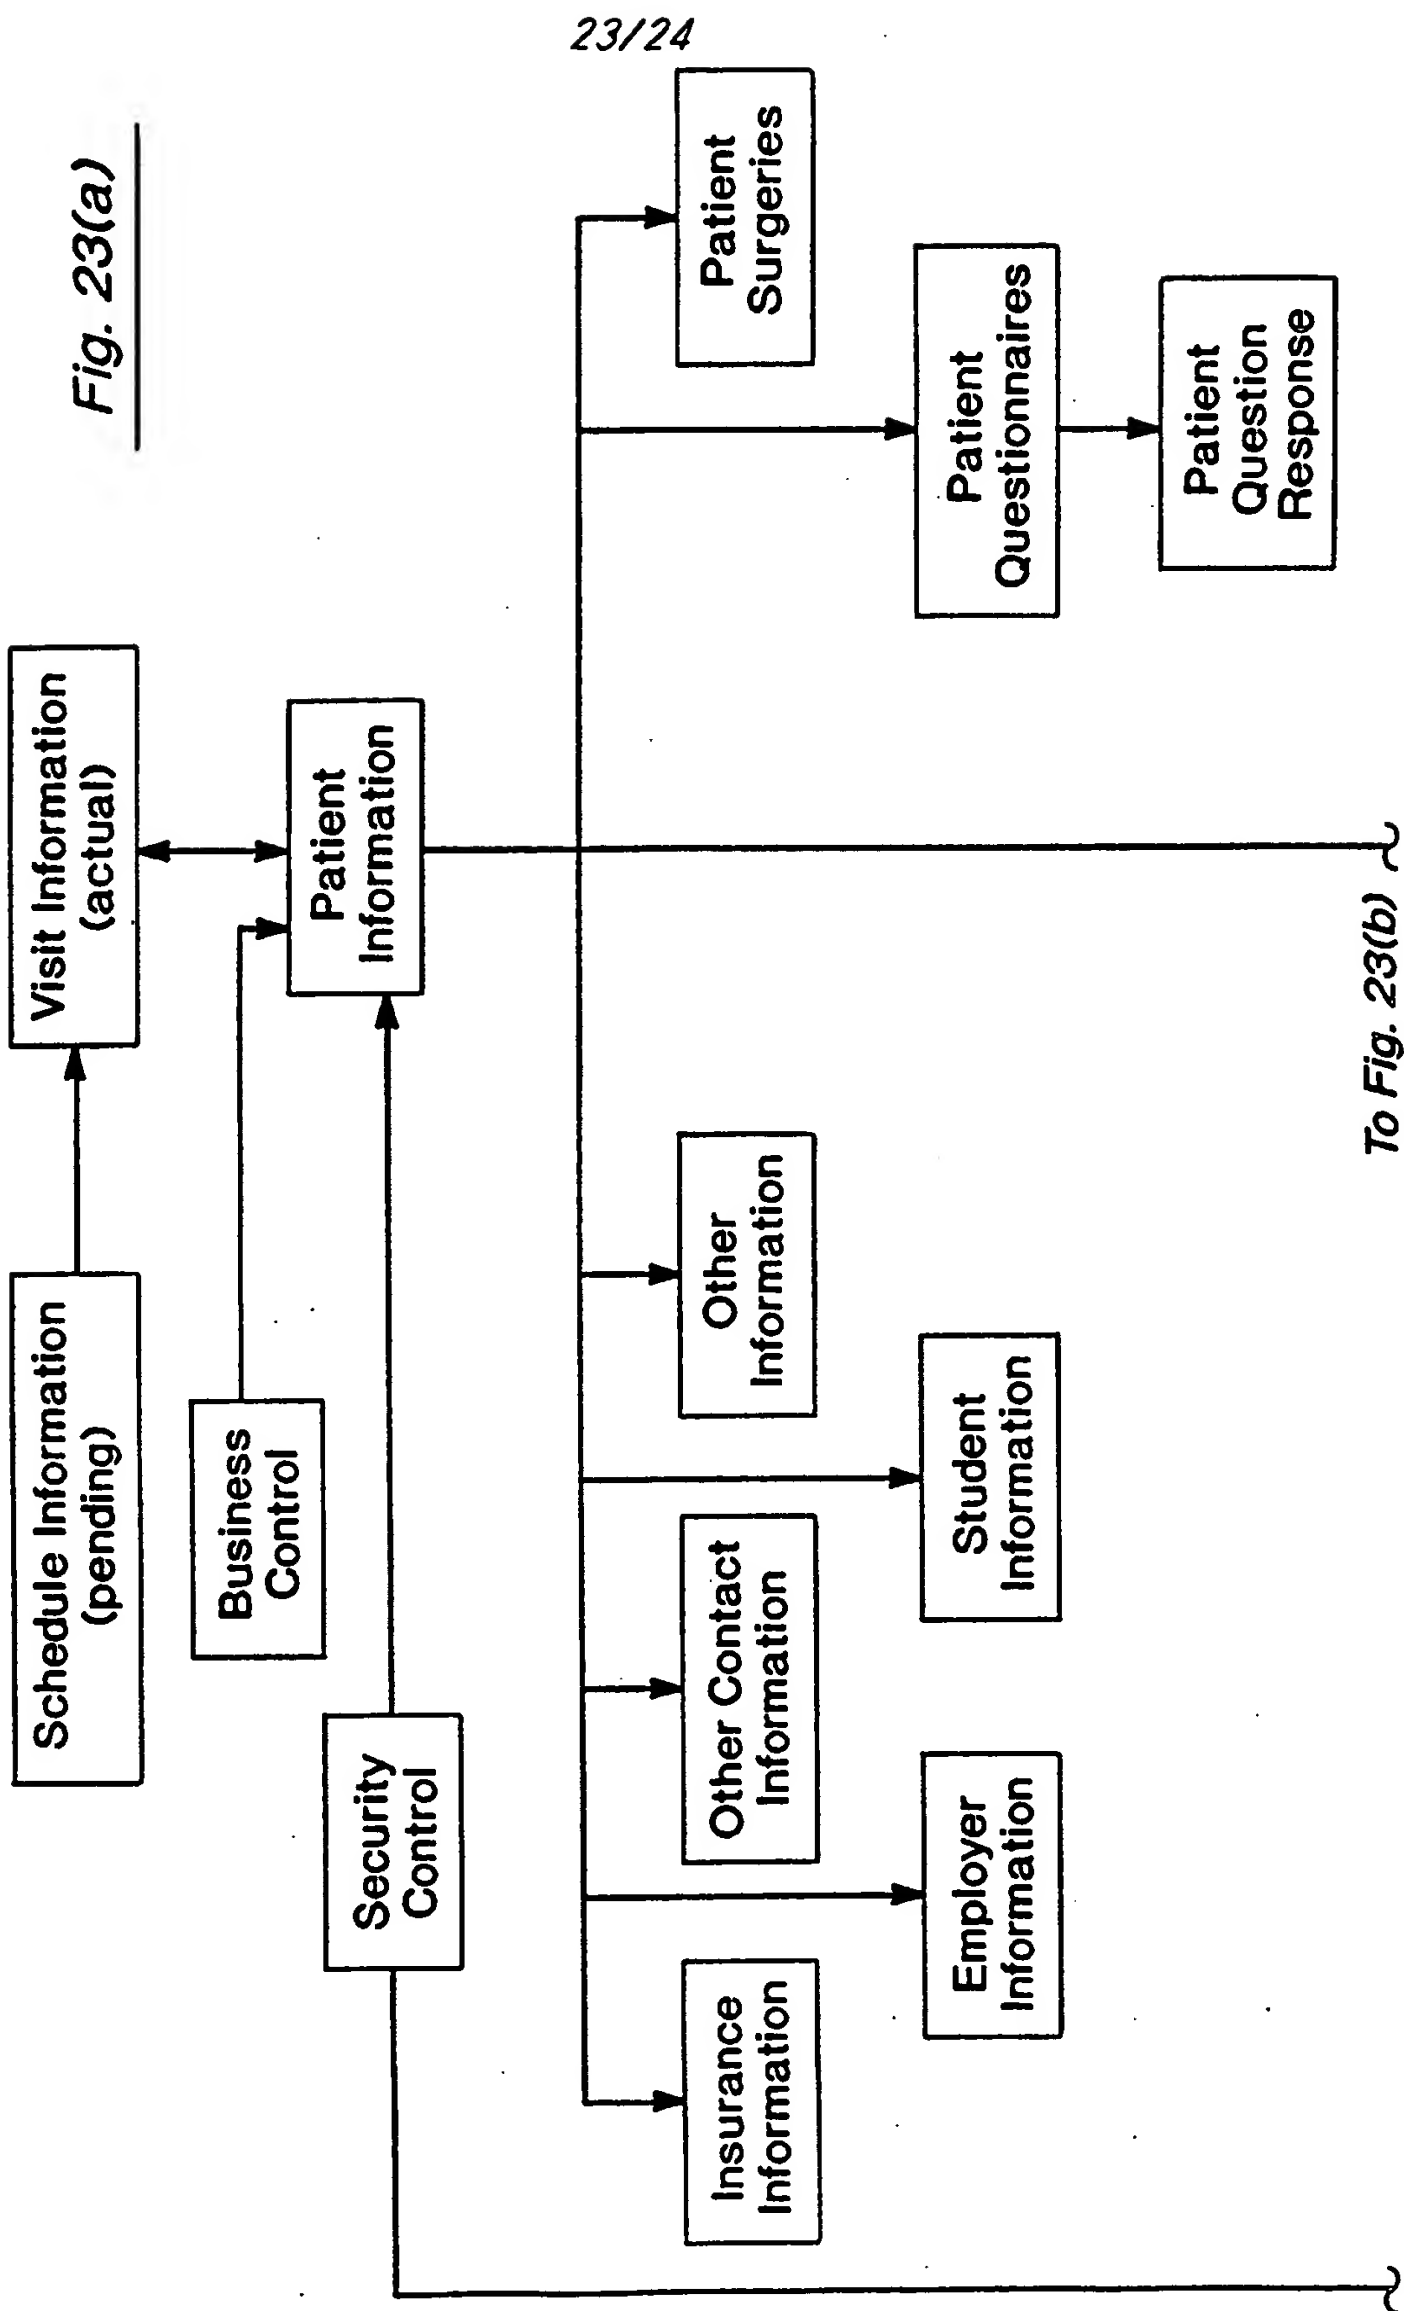 23/24
Fig. 23(a)
Schedule Information
(pending)
Visit Information
(actual)
Business
Control
Security
Control
Patient
Information
Insurance
Information
Other Contact
Information
Other
Information
Patient
Surgeries
Employer
Information
Student
Information
Patient
Questionnaires
Patient
Question
Response
To Fig. 23(b)